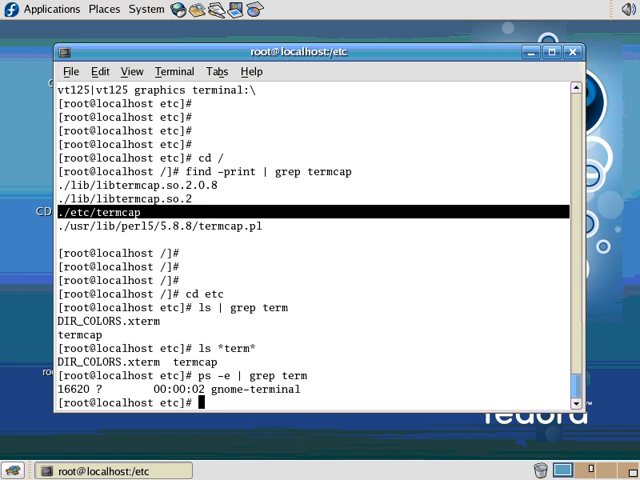 Applications Places System
root@localhost:/etc
File Edit View Terminal Tabs Help
vt125|vt125 graphics terminal:\
[root@localhost etc]#
[root@localhost etc]#
[root@localhost etc]#
[root@localhost etc]#
[root@localhost etc]# cd /
[root@localhost /]# find -print | grep termcap
./lib/libtermcap.so.2.0.8
./lib/libtermcap.so.2
./etc/termcap
./usr/lib/perl5/5.8.8/termcap.pl
[root@localhost /]#
[root@localhost /]#
[root@localhost /]#
[root@localhost /]# cd etc
[root@localhost etc]# ls | grep term
DIR_COLORS.xterm
termcap
[root@localhost etc]# ls *term*
DIR_COLORS.xterm  termcap
[root@localhost etc]# ps -e | grep term
16620 ?        00:00:02 gnome-terminal
[root@localhost etc]#
CD
fedora™
root@localhost:/etc